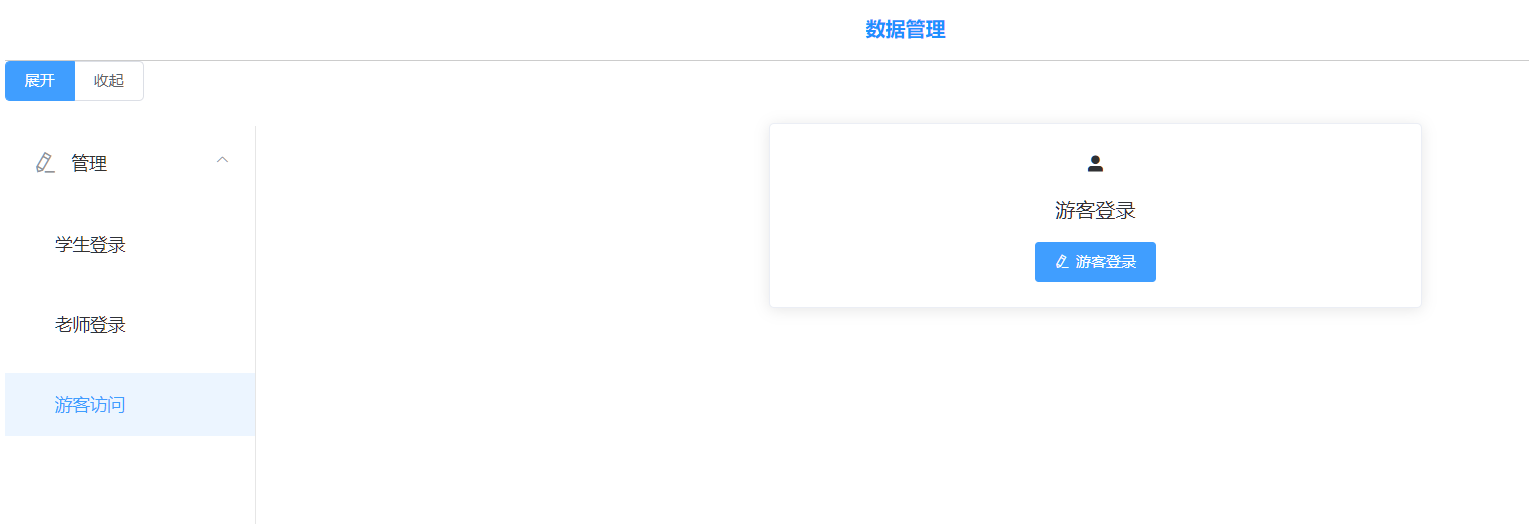 数据管理
展开 收起
管理
学生登录
老师登录
游客访问
游客登录
游客登录